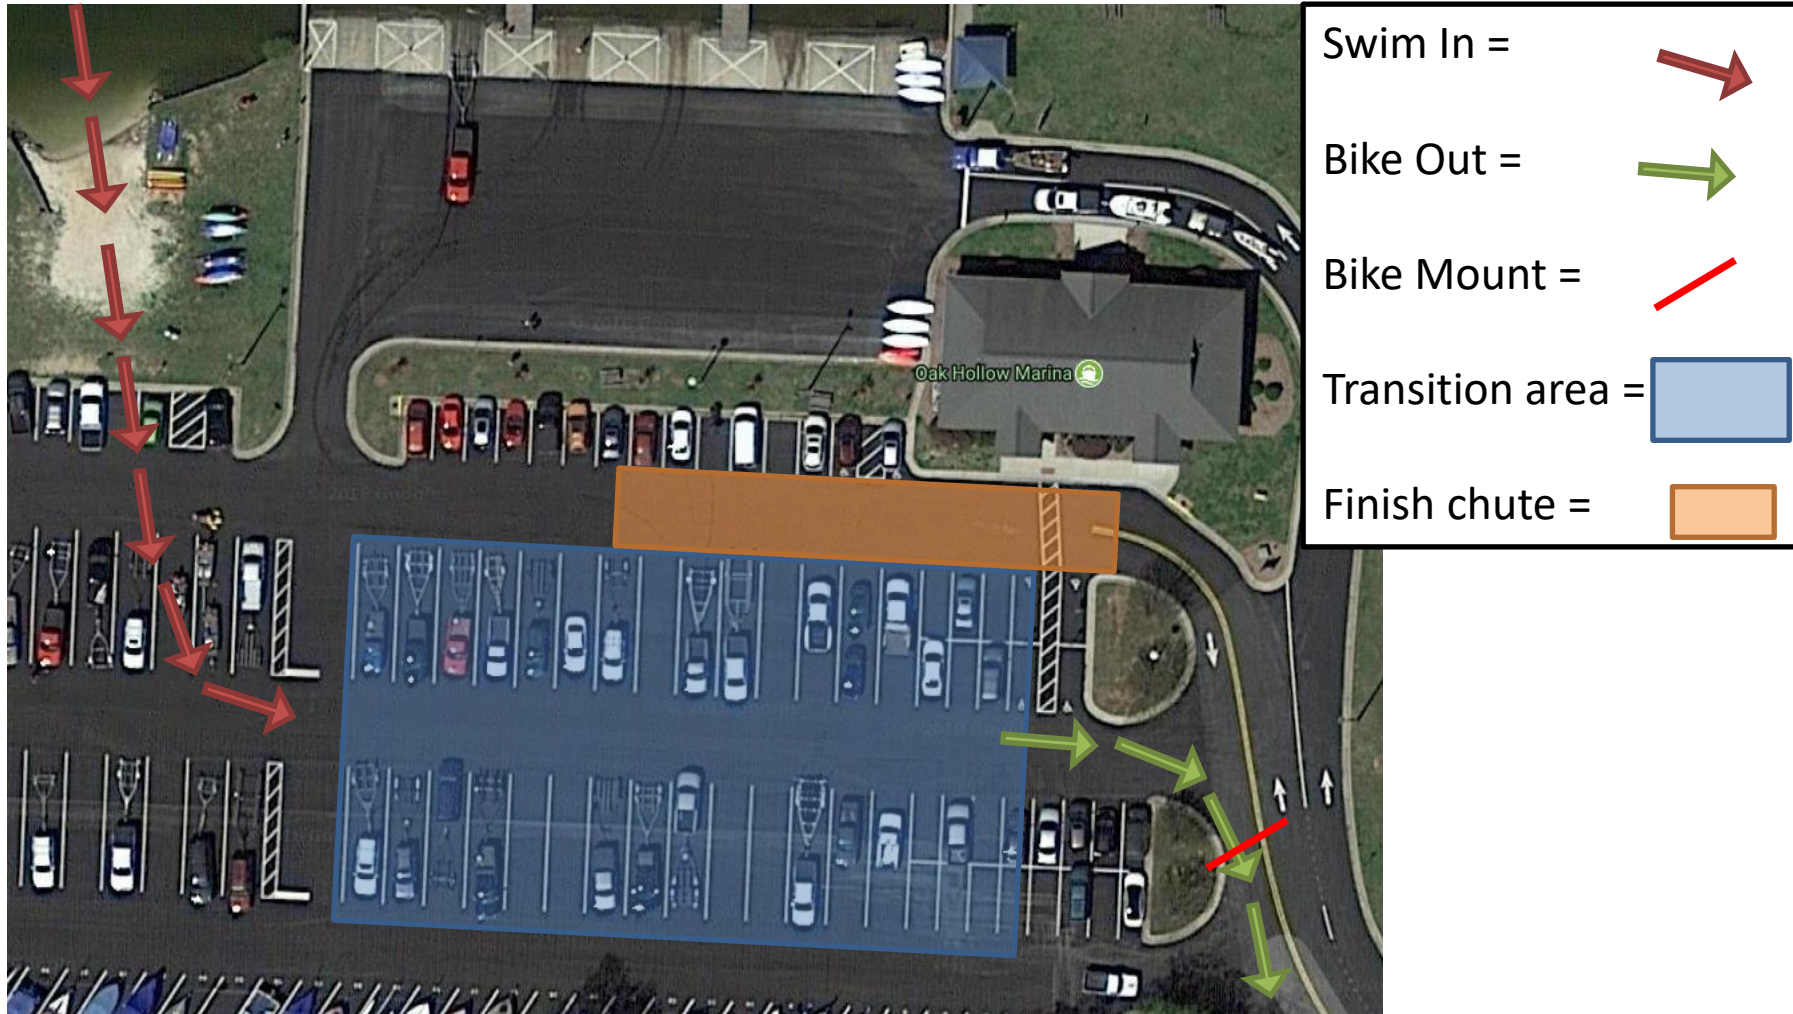 Swim In =
Bike Out =
Bike Mount =
Transition area =
Finish chute =
Oak Hollow Marina